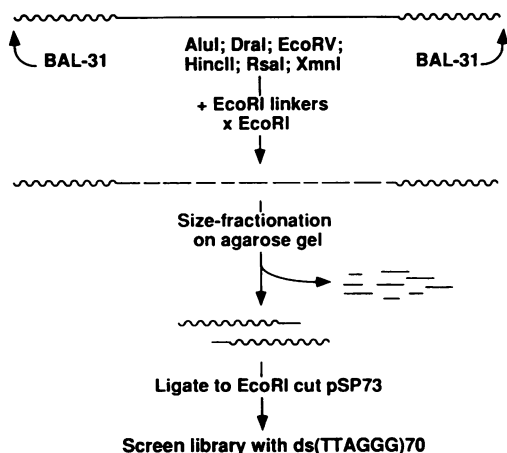 BAL-31
AluI; DraI; EcoRV;
HincII; RsaI; XmnI
BAL-31
+ EcoRI linkers
x EcoRI
Size-fractionation
on agarose gel
Ligate to EcoRI cut pSP73
Screen library with ds(TTAGGG)70